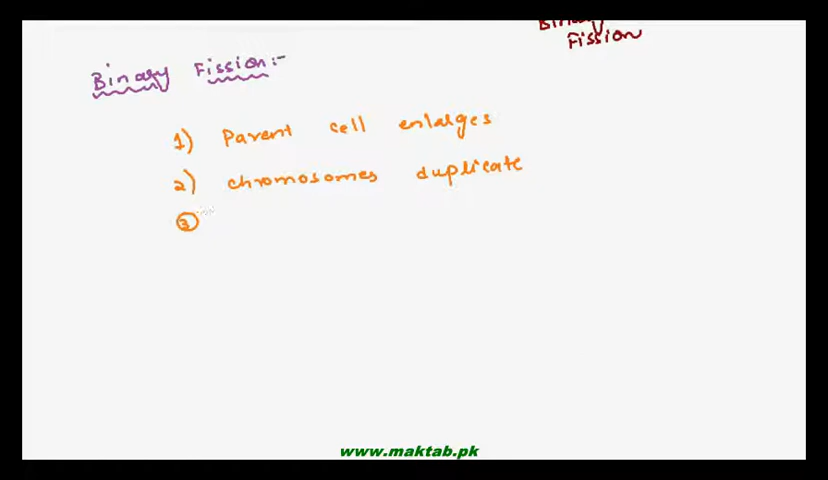 Binary
Fission
Binary Fission:-
1) Parent cell enlarges
2) chromosomes duplicate
3
www.maktab.pk